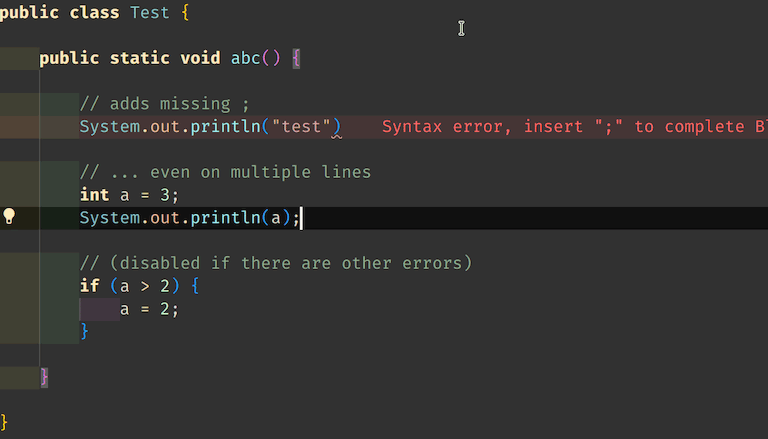 public class Test {
public static void abc() {
// adds missing ;
System.out.println("test") Syntax error, insert ";" to complete
// ... even on multiple lines
int a = 3;
System.out.println(a);
// (disabled if there are other errors)
if (a > 2) {
a = 2;
}
}
}